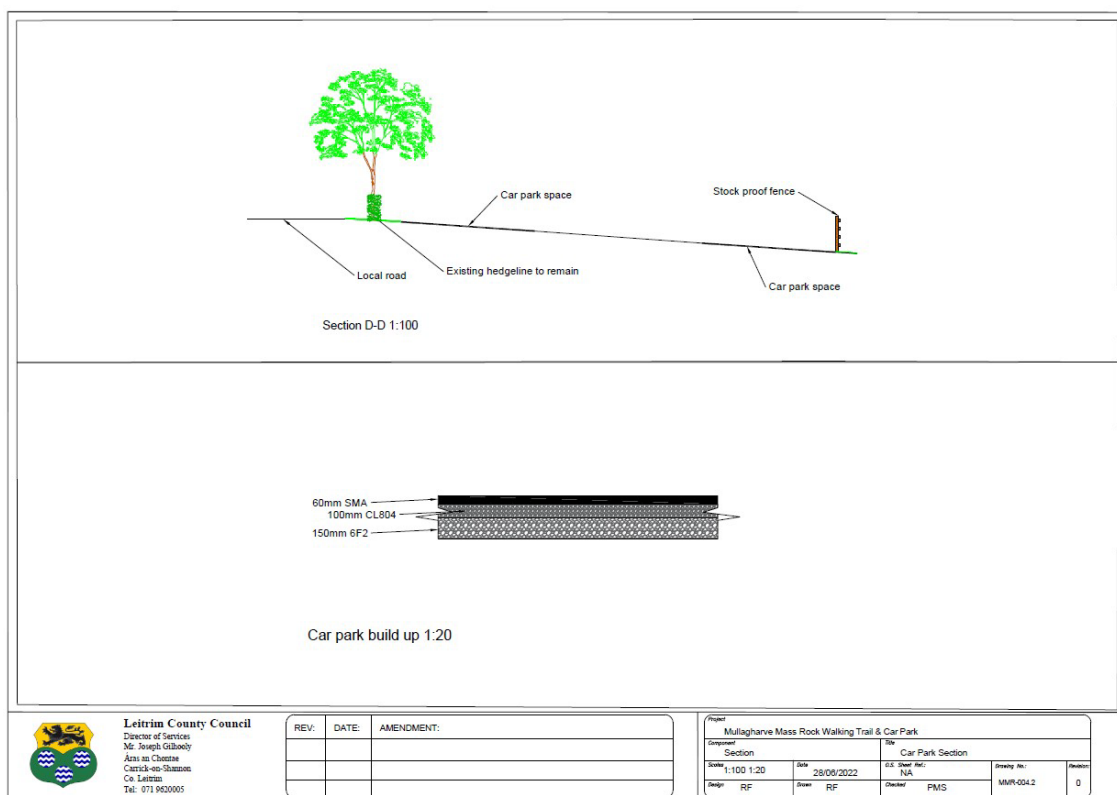 Stock proof fence
Car park space
Local road
Existing hedgeline to remain
Car park space
Section D-D 1:100
60mm SMA
100mm CL804
150mm 6F2
Car park build up 1:20
Leitrim County Council
Director of Services
Mr. Joseph Gilhooly
Áras an Chontae
Carrick-on-Shannon
Co. Leitrim
Tel: 071 9620005
REV: DATE: AMENDMENT:
Project
Mullagharve Mass Rock Walking Trail & Car Park
Component
Section
Title
Car Park Section
Scales 1:100 1:20
Date 28/06/2022
O.S. Sheet Ref.: NA
Drawing No.: MMR-004.2
Revision: 0
Design RF
Drawn RF
Checked PMS